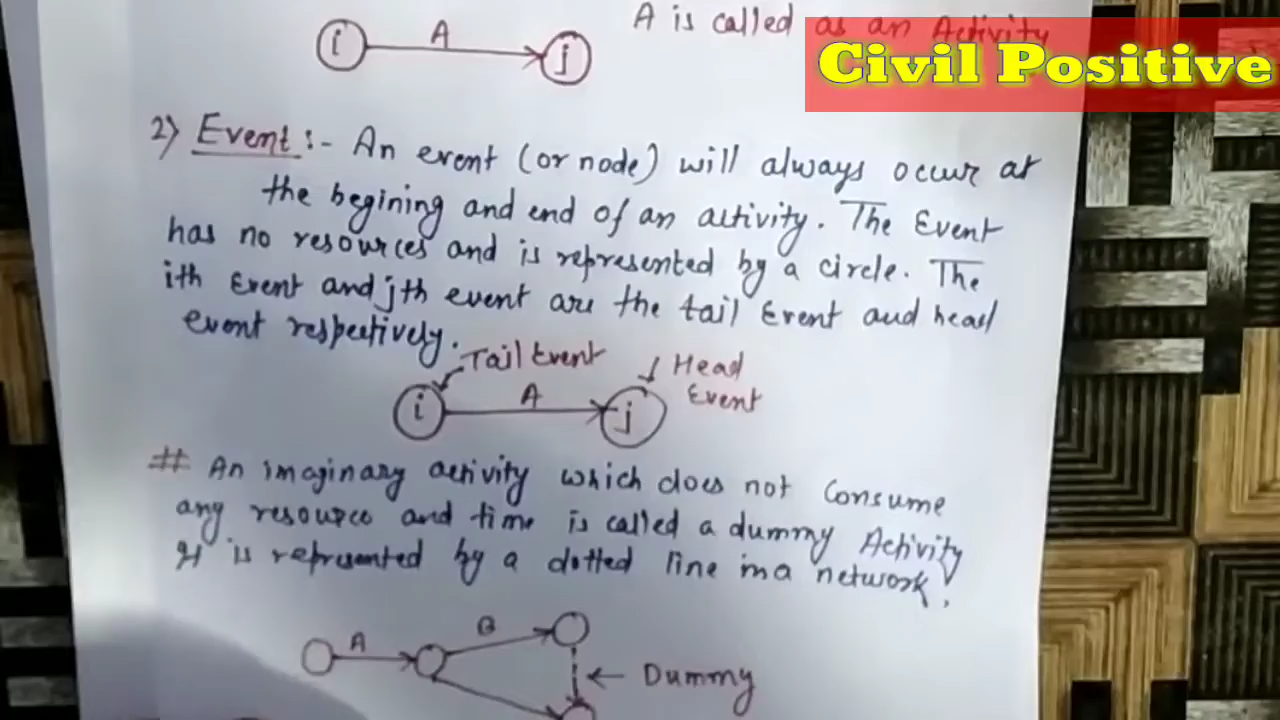 A is called as an Activity
Civil Positive
i A j
2) Event :- An event (or node) will always occur at
the begining and end of an activity. The Event
has no resources and is represented by a circle. The
ith Event and jth event are the tail Event and head
event respectively.
Tail Event
Head
Event
i A j
# An imaginary activity which does not Consume
any resource and time is called a dummy Activity
It is represented by a dotted line in a network.
A B
Dummy